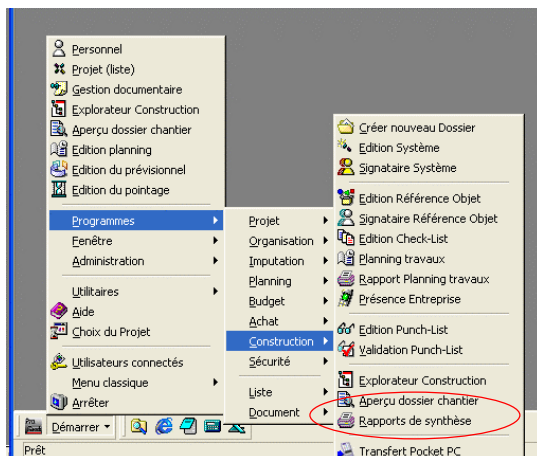 Personnel
Projet (liste)
Gestion documentaire
Explorateur Construction
Aperçu dossier chantier
Edition planning
Edition du prévisionnel
Edition du pointage
Programmes
Fenêtre
Administration
Utilitaires
Aide
Choix du Projet
Utilisateurs connectés
Menu classique
Arrêter
Projet
Organisation
Imputation
Planning
Budget
Achat
Construction
Sécurité
Liste
Document
Créer nouveau Dossier
Edition Système
Signataire Système
Edition Référence Objet
Signataire Référence Objet
Edition Check-List
Planning travaux
Rapport Planning travaux
Présence Entreprise
Edition Punch-List
Validation Punch-List
Explorateur Construction
Aperçu dossier chantier
Rapports de synthèse
Transfert Pocket PC
Démarrer
Prêt